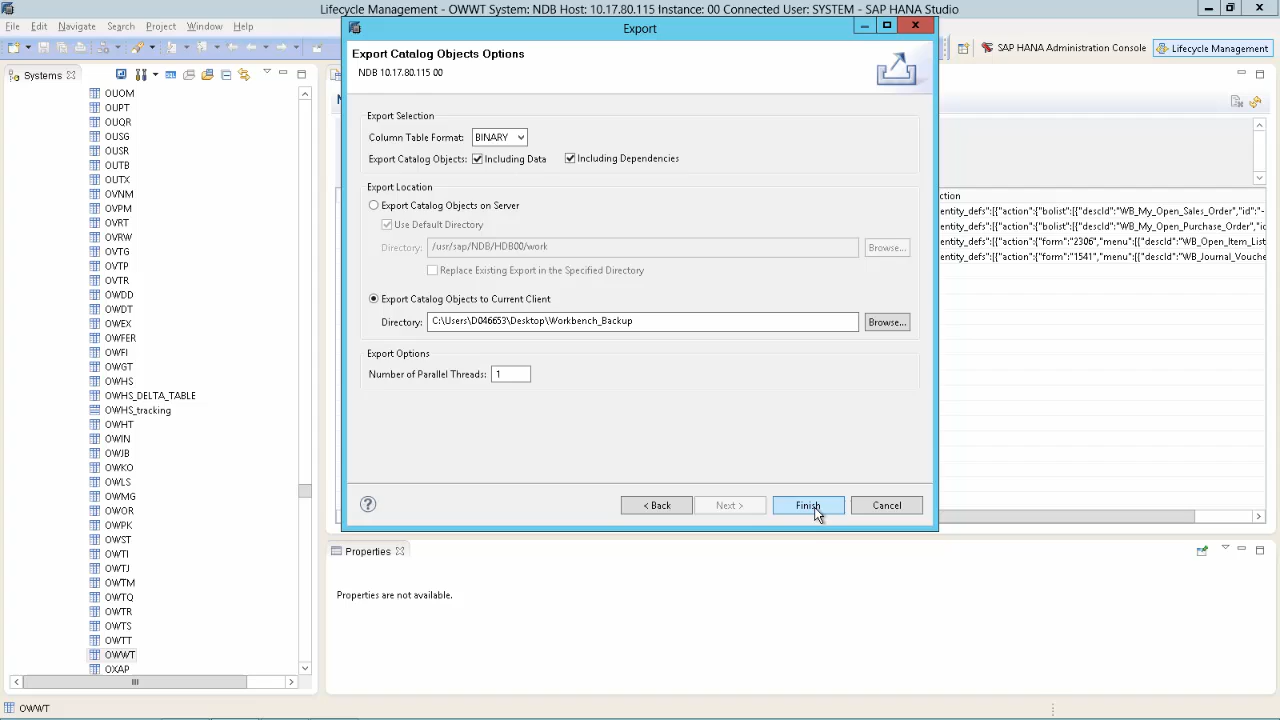 Lifecycle Management - OWWT System: NDB Host: 10.17.80.115 Instance: 00 Connected User: SYSTEM - SAP HANA Studio
File Edit Navigate Search Project Window Help
SAP HANA Administration Console
Lifecycle Management
Systems
OUOM
OUPT
OUQR
OUSG
OUSR
OUTB
OUTX
OVNM
OVPM
OVRT
OVRW
OVTG
OVTP
OVTR
OWDD
OWDT
OWEX
OWFER
OWFI
OWGT
OWHS
OWHS_DELTA_TABLE
OWHS_tracking
OWHT
OWIN
OWJB
OWKO
OWLS
OWMG
OWOR
OWPK
OWST
OWTI
OWTJ
OWTM
OWTQ
OWTR
OWTS
OWTT
OWWT
OXAP
Export
Export Catalog Objects Options
NDB 10.17.80.115 00
Export Selection
Column Table Format: BINARY
Export Catalog Objects: Including Data Including Dependencies
Export Location
Export Catalog Objects on Server
Use Default Directory
Directory: /usr/sap/NDB/HDB00/work Browse...
Replace Existing Export in the Specified Directory
Export Catalog Objects to Current Client
Directory: C:\Users\D046653\Desktop\Workbench_Backup Browse...
Export Options
Number of Parallel Threads: 1
< Back Next > Finish Cancel
ction
entity_defs":[{"action":{"bolist":[{"descId":"WB_My_Open_Sales_Order","id":"-
entity_defs":[{"action":{"bolist":[{"descId":"WB_My_Open_Purchase_Order","id
entity_defs":[{"action":{"form":"2306","menu":[{"descId":"WB_Open_Item_List
entity_defs":[{"action":{"form":"1541","menu":[{"descId":"WB_Journal_Vouche
Properties
Properties are not available.
OWWT